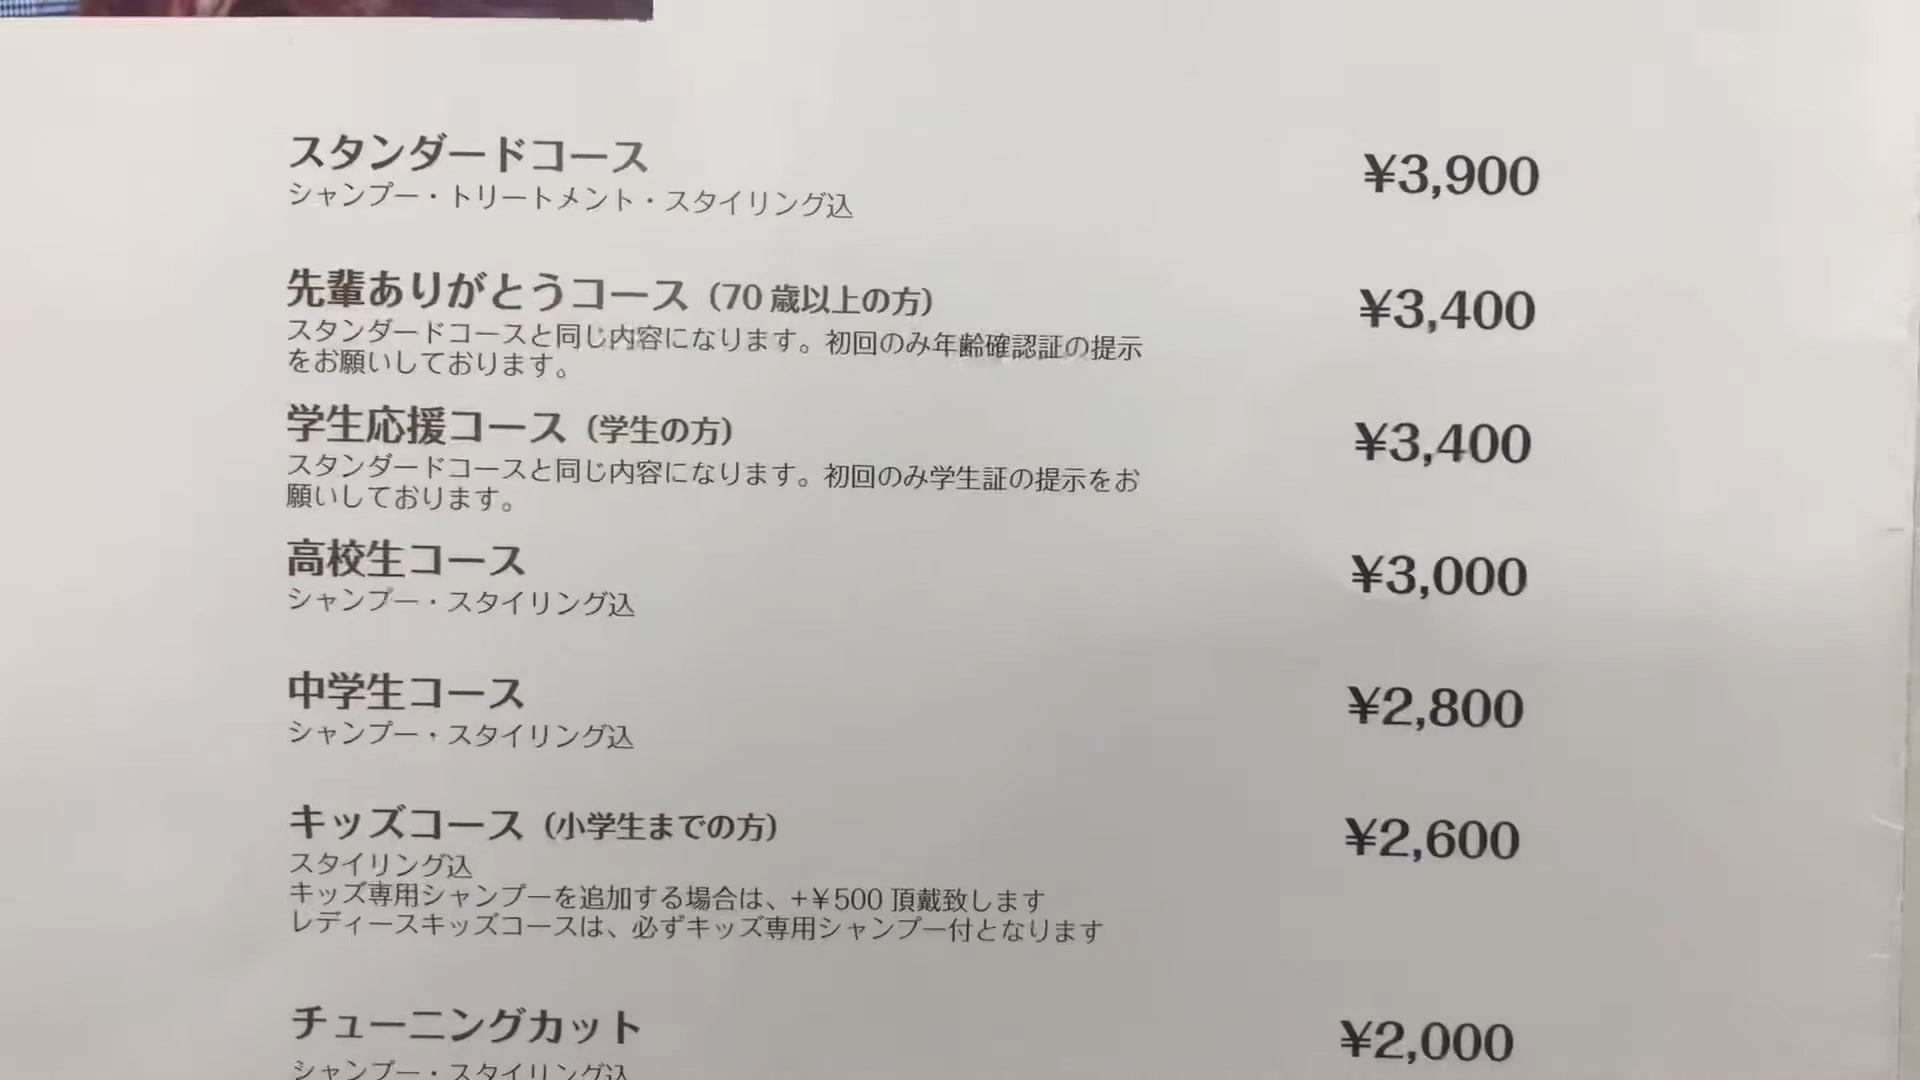 スタンダードコース
¥3,900
シャンプー・トリートメント・スタイリング込
先輩ありがとうコース（70歳以上の方）
¥3,400
スタンダードコースと同じ内容になります。初回のみ年齢確認証の提示
をお願いしております。
学生応援コース（学生の方）
¥3,400
スタンダードコースと同じ内容になります。初回のみ学生証の提示をお
願いしております。
高校生コース
¥3,000
シャンプー・スタイリング込
中学生コース
¥2,800
シャンプー・スタイリング込
キッズコース（小学生までの方）
¥2,600
スタイリング込
キッズ専用シャンプーを追加する場合は、+¥500 頂戴致します
レディースキッズコースは、必ずキッズ専用シャンプー付となります
チューニングカット
¥2,000
シャンプー・スタイリング込